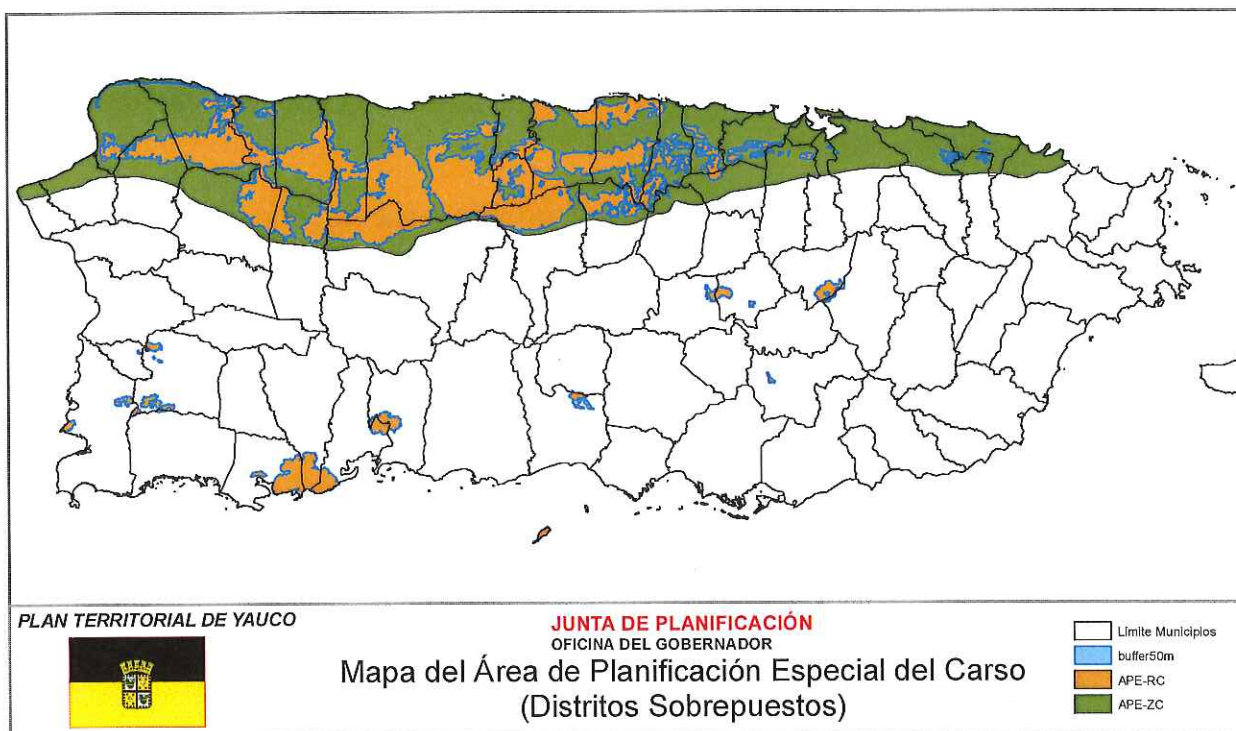 PLAN TERRITORIAL DE YAUCO
JUNTA DE PLANIFICACIÓN
OFICINA DEL GOBERNADOR
Mapa del Área de Planificación Especial del Carso
(Distritos Sobrepuestos)
Límite Municipios
buffer50m
APE-RC
APE-ZC